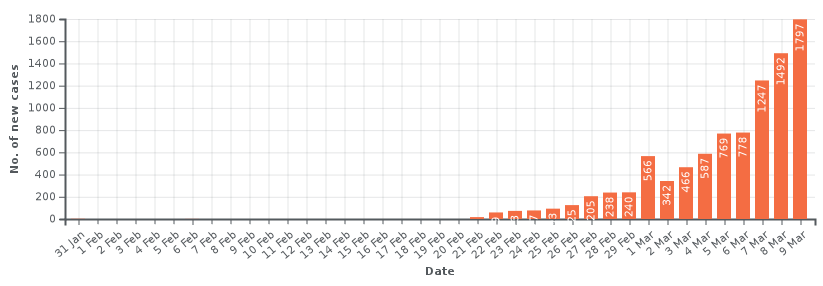 1800
1600
1400
1200
1000
800
600
400
200
0
No. of new cases
205
238
240
566
342
466
587
769
778
1247
1492
1797
31 Jan
1 Feb
2 Feb
3 Feb
4 Feb
5 Feb
6 Feb
7 Feb
8 Feb
9 Feb
10 Feb
11 Feb
12 Feb
13 Feb
14 Feb
15 Feb
16 Feb
17 Feb
18 Feb
19 Feb
20 Feb
21 Feb
22 Feb
23 Feb
24 Feb
25 Feb
26 Feb
27 Feb
28 Feb
29 Feb
1 Mar
2 Mar
3 Mar
4 Mar
5 Mar
6 Mar
7 Mar
8 Mar
9 Mar
Date